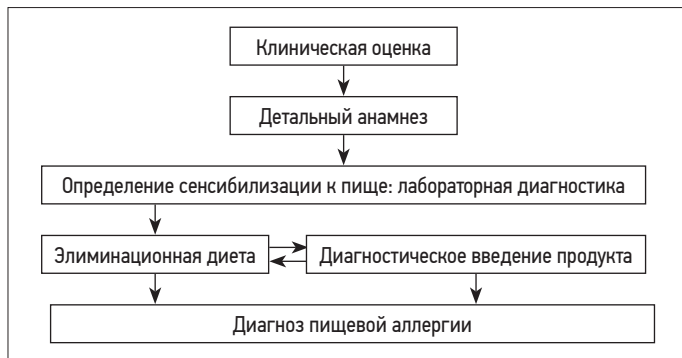 Клиническая оценка
Детальный анамнез
Определение сенсибилизации к пище: лабораторная диагностика
Элиминационная диета
Диагностическое введение продукта
Диагноз пищевой аллергии